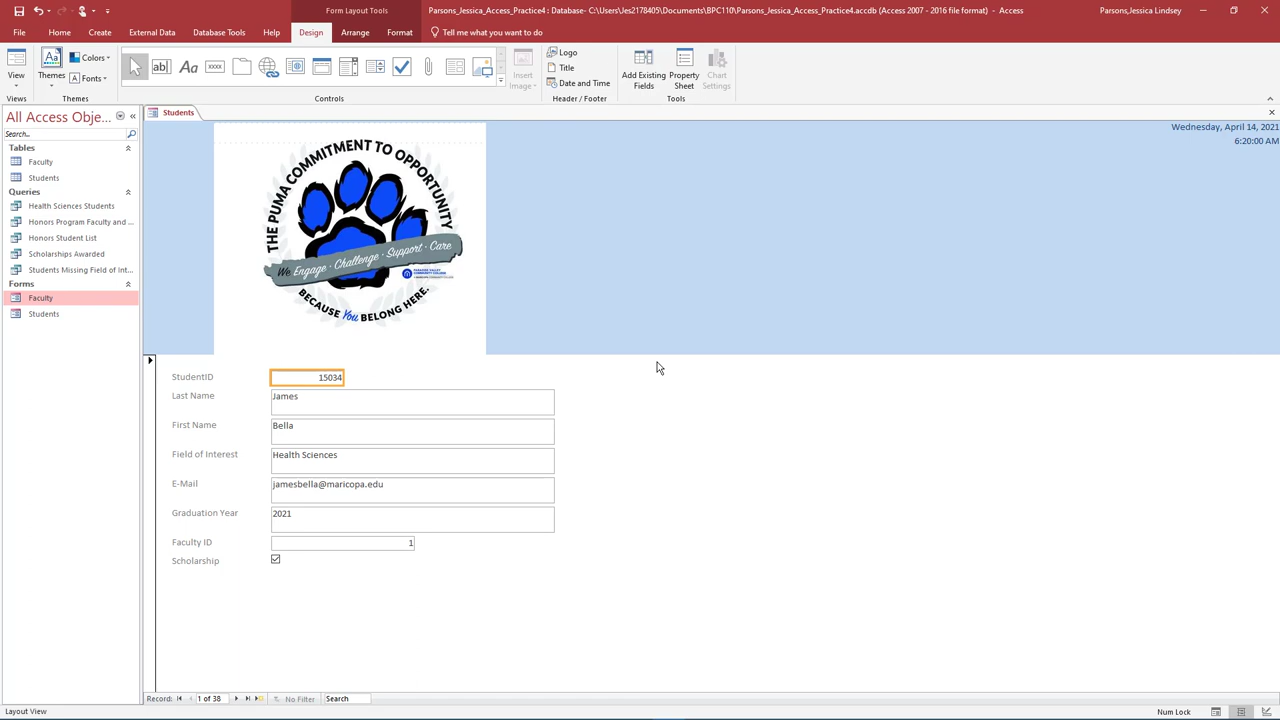 Form Layout Tools
Parsons_Jessica_Access_Practice4 : Database- C:\Users\Jes2178405\Documents\BPC110\Parsons_Jessica_Access_Practice4.accdb (Access 2007 - 2016 file format) - Access
Parsons,Jessica Lindsey
File Home Create External Data Database Tools Help Design Arrange Format Tell me what you want to do
View
Views
Themes
Colors
Fonts
Themes
ab|
Aa
xxxx
Controls
Insert Image
Logo
Title
Date and Time
Header / Footer
Add Existing Fields
Property Sheet
Chart Settings
Tools
All Access Obje...
Search...
Tables
Faculty
Students
Queries
Health Sciences Students
Honors Program Faculty and ...
Honors Student List
Scholarships Awarded
Students Missing Field of Int...
Forms
Faculty
Students
Students
Wednesday, April 14, 2021
6:20:00 AM
THE PUMA COMMITMENT TO OPPORTUNITY
We Engage · Challenge · Support · Care
BECAUSE You BELONG HERE.
StudentID 15034
Last Name James
First Name Bella
Field of Interest Health Sciences
E-Mail jamesbella@maricopa.edu
Graduation Year 2021
Faculty ID 1
Scholarship
Record: 1 of 38 No Filter Search
Layout View
Num Lock